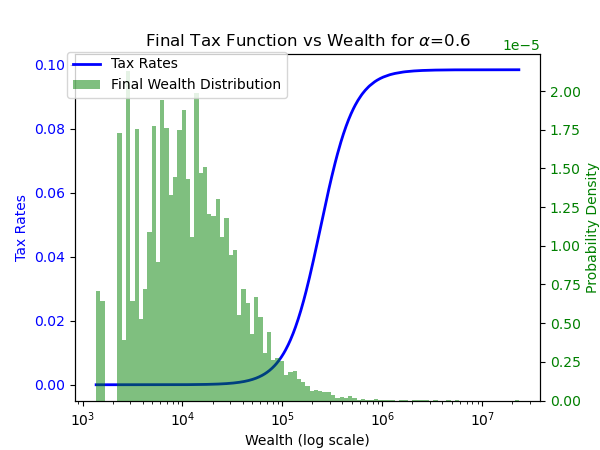 Final Tax Function vs Wealth for α=0.6
1e−5
Tax Rates
Final Wealth Distribution
0.10
0.08
0.06
0.04
0.02
0.00
Tax Rates
2.00
1.75
1.50
1.25
1.00
0.75
0.50
0.25
0.00
Probability Density
10³
10⁴
10⁵
10⁶
10⁷
Wealth (log scale)